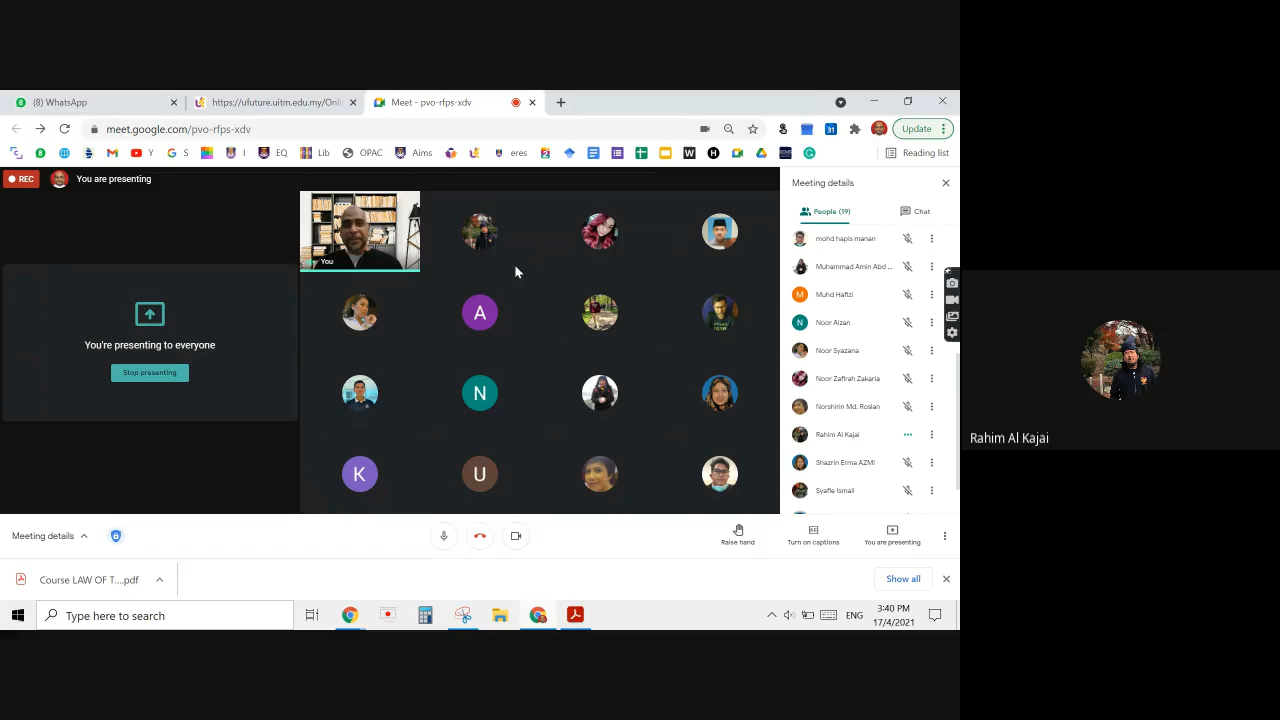 (8) WhatsApp
https://ufuture.uitm.edu.my/Onli
Meet - pvo-rfps-xdv
meet.google.com/pvo-rfps-xdv
Update
Y
G S
EQ
Lib
OPAC
Aims
eres
Reading list
REC
You are presenting
Meeting details
People (19)
Chat
You
You're presenting to everyone
Stop presenting
A
N
K
U
mohd hapis manan
Muhammad Amin Abd ...
M
Muhd Hafizi
N
Noor Aizan
Noor Syazana
Noor Zafirah Zakaria
Norshirin Md. Roslan
Rahim Al Kajai
Shazrin Erma AZMI
Syafie Ismail
Rahim Al Kajai
Meeting details
Raise hand
Turn on captions
You are presenting
Course LAW OF T....pdf
Show all
Type here to search
ENG
3:40 PM
17/4/2021